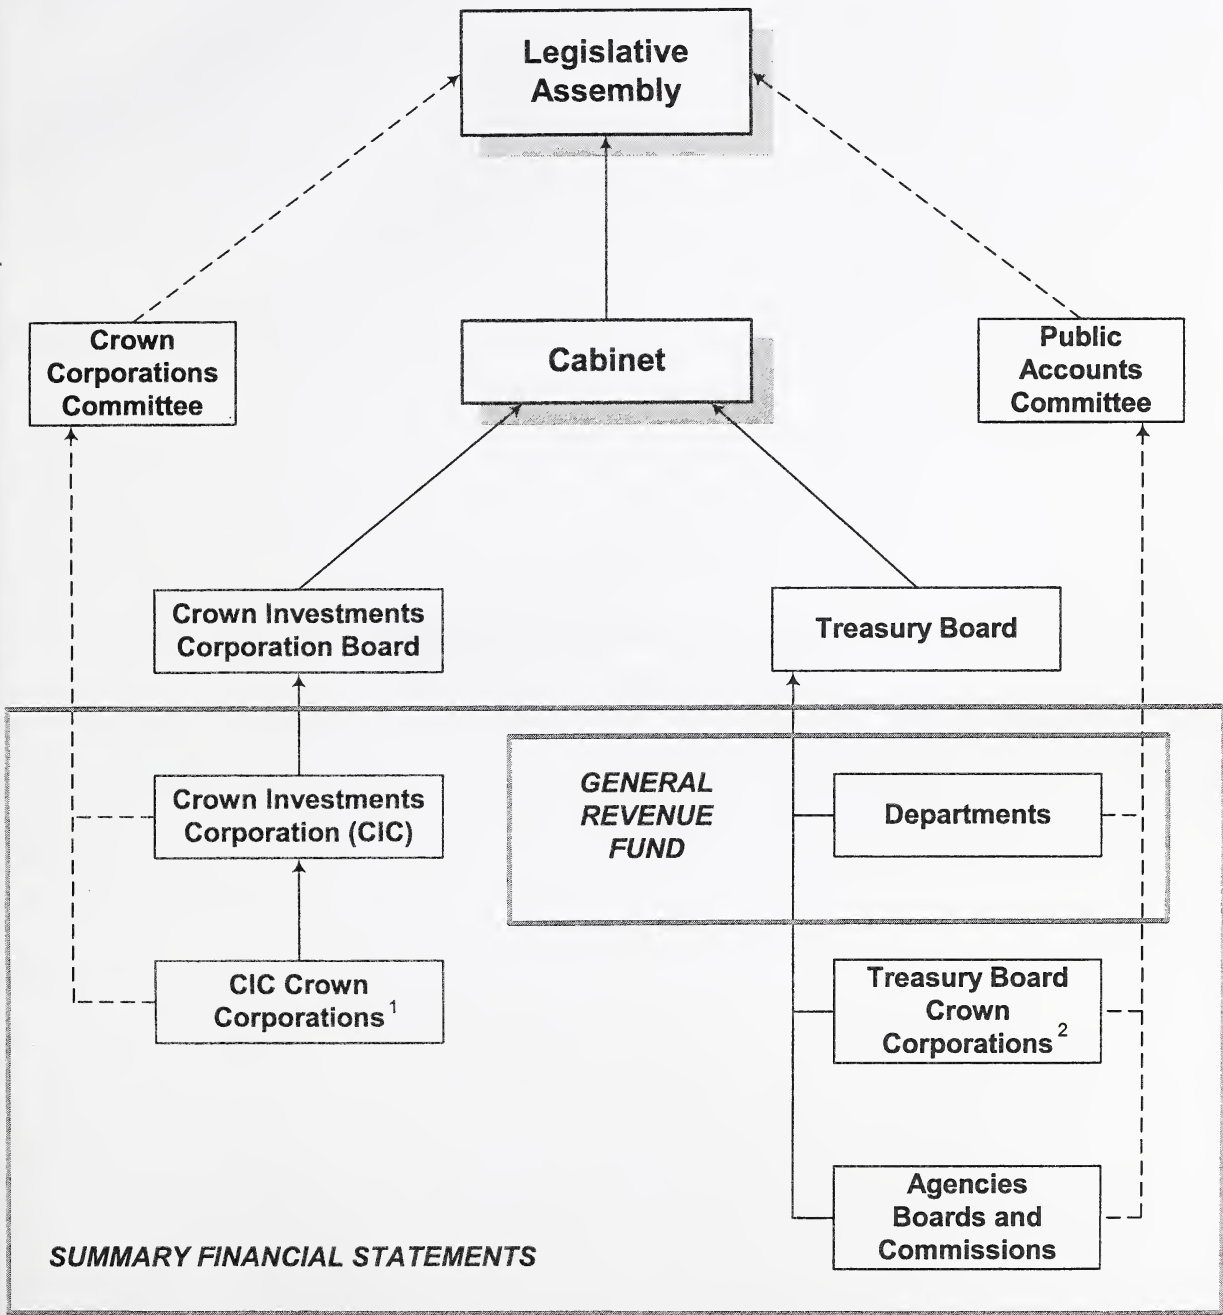 Legislative
Assembly
Crown
Corporations
Committee
Cabinet
Public
Accounts
Committee
Crown Investments
Corporation Board
Treasury Board
Crown Investments
Corporation (CIC)
GENERAL
REVENUE
FUND
Departments
CIC Crown
Corporations 1
Treasury Board
Crown
Corporations 2
Agencies
Boards and
Commissions
SUMMARY FINANCIAL STATEMENTS